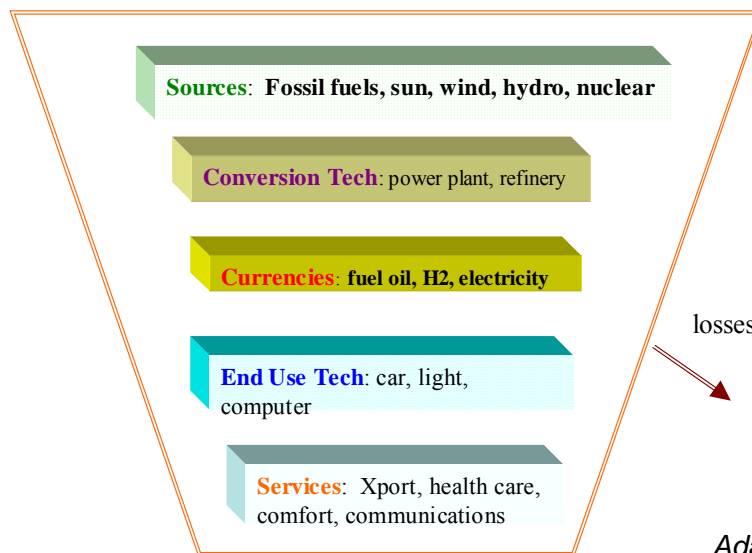 Sources: Fossil fuels, sun, wind, hydro, nuclear
Conversion Tech: power plant, refinery
Currencies: fuel oil, H2, electricity
losses
End Use Tech: car, light,
computer
Services: Xport, health care,
comfort, communications